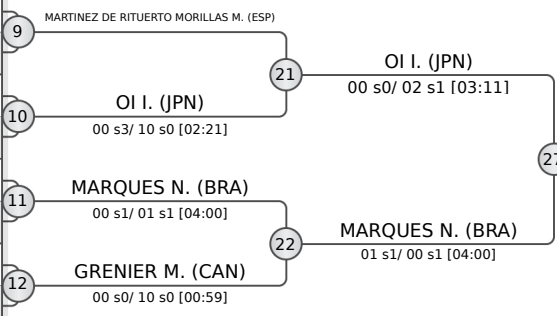 MARTINEZ DE RITUERTO MORILLAS M. (ESP)
9
21
OI I. (JPN)
00 s0/ 02 s1 [03:11]
OI I. (JPN)
10
00 s3/ 10 s0 [02:21]
27
MARQUES N. (BRA)
11
00 s1/ 01 s1 [04:00]
22
MARQUES N. (BRA)
01 s1/ 00 s1 [04:00]
GRENIER M. (CAN)
12
00 s0/ 10 s0 [00:59]